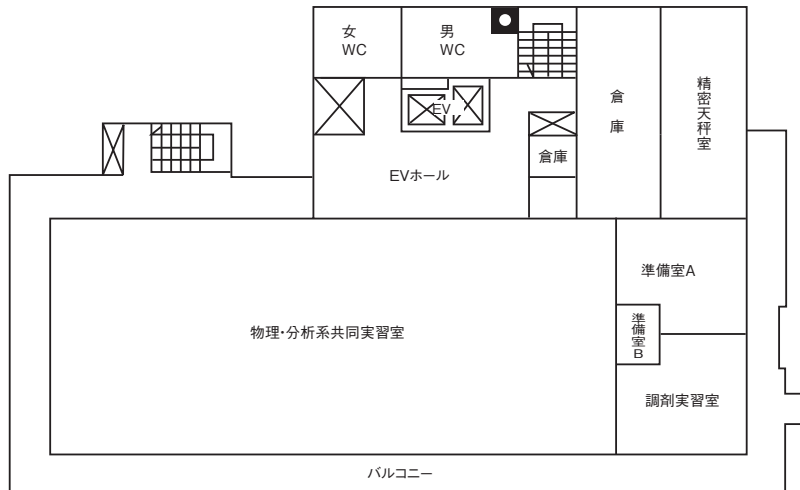 女
WC
男
WC
EV
倉
庫
精密天秤室
倉庫
EVホール
準備室A
物理・分析系共同実習室
準備室B
調剤実習室
バルコニー